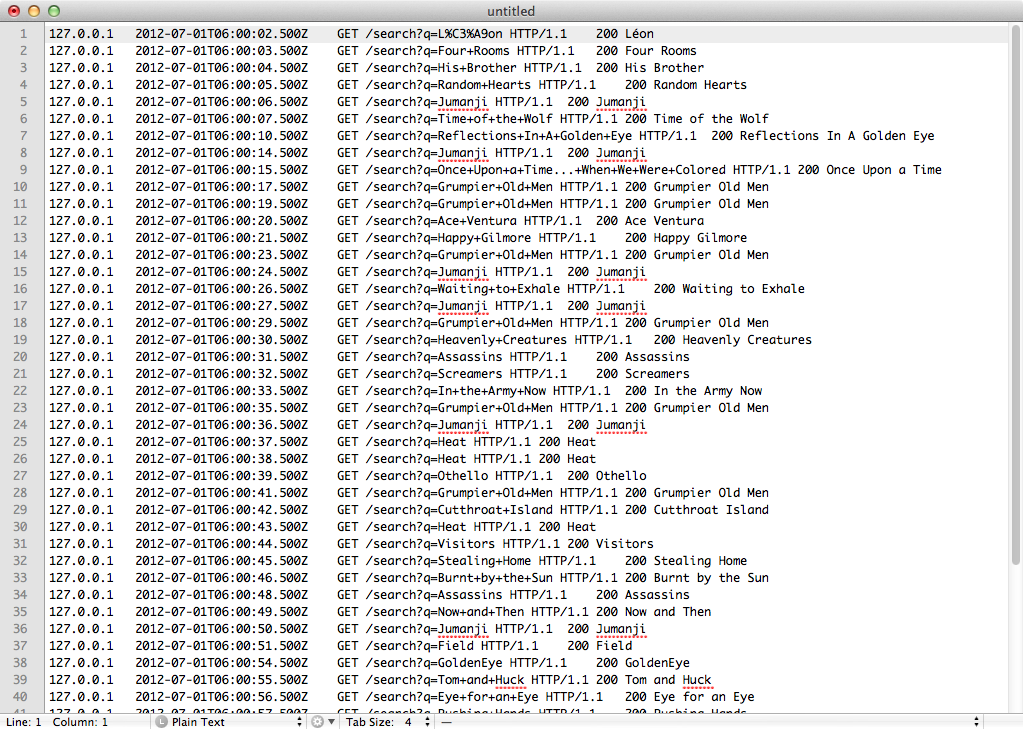 untitled
1 127.0.0.1 2012-07-01T06:00:02.500Z GET /search?q=L%C3%A9on HTTP/1.1 200 Léon
2 127.0.0.1 2012-07-01T06:00:03.500Z GET /search?q=Four+Rooms HTTP/1.1 200 Four Rooms
3 127.0.0.1 2012-07-01T06:00:04.500Z GET /search?q=His+Brother HTTP/1.1 200 His Brother
4 127.0.0.1 2012-07-01T06:00:05.500Z GET /search?q=Random+Hearts HTTP/1.1 200 Random Hearts
5 127.0.0.1 2012-07-01T06:00:06.500Z GET /search?q=Jumanji HTTP/1.1 200 Jumanji
6 127.0.0.1 2012-07-01T06:00:07.500Z GET /search?q=Time+of+the+Wolf HTTP/1.1 200 Time of the Wolf
7 127.0.0.1 2012-07-01T06:00:10.500Z GET /search?q=Reflections+In+A+Golden+Eye HTTP/1.1 200 Reflections In A Golden Eye
8 127.0.0.1 2012-07-01T06:00:14.500Z GET /search?q=Jumanji HTTP/1.1 200 Jumanji
9 127.0.0.1 2012-07-01T06:00:15.500Z GET /search?q=Once+Upon+a+Time...+When+We+Were+Colored HTTP/1.1 200 Once Upon a Time
10 127.0.0.1 2012-07-01T06:00:17.500Z GET /search?q=Grumpier+Old+Men HTTP/1.1 200 Grumpier Old Men
11 127.0.0.1 2012-07-01T06:00:19.500Z GET /search?q=Grumpier+Old+Men HTTP/1.1 200 Grumpier Old Men
12 127.0.0.1 2012-07-01T06:00:20.500Z GET /search?q=Ace+Ventura HTTP/1.1 200 Ace Ventura
13 127.0.0.1 2012-07-01T06:00:21.500Z GET /search?q=Happy+Gilmore HTTP/1.1 200 Happy Gilmore
14 127.0.0.1 2012-07-01T06:00:23.500Z GET /search?q=Grumpier+Old+Men HTTP/1.1 200 Grumpier Old Men
15 127.0.0.1 2012-07-01T06:00:24.500Z GET /search?q=Jumanji HTTP/1.1 200 Jumanji
16 127.0.0.1 2012-07-01T06:00:26.500Z GET /search?q=Waiting+to+Exhale HTTP/1.1 200 Waiting to Exhale
17 127.0.0.1 2012-07-01T06:00:27.500Z GET /search?q=Jumanji HTTP/1.1 200 Jumanji
18 127.0.0.1 2012-07-01T06:00:29.500Z GET /search?q=Grumpier+Old+Men HTTP/1.1 200 Grumpier Old Men
19 127.0.0.1 2012-07-01T06:00:30.500Z GET /search?q=Heavenly+Creatures HTTP/1.1 200 Heavenly Creatures
20 127.0.0.1 2012-07-01T06:00:31.500Z GET /search?q=Assassins HTTP/1.1 200 Assassins
21 127.0.0.1 2012-07-01T06:00:32.500Z GET /search?q=Screamers HTTP/1.1 200 Screamers
22 127.0.0.1 2012-07-01T06:00:33.500Z GET /search?q=In+the+Army+Now HTTP/1.1 200 In the Army Now
23 127.0.0.1 2012-07-01T06:00:35.500Z GET /search?q=Grumpier+Old+Men HTTP/1.1 200 Grumpier Old Men
24 127.0.0.1 2012-07-01T06:00:36.500Z GET /search?q=Jumanji HTTP/1.1 200 Jumanji
25 127.0.0.1 2012-07-01T06:00:37.500Z GET /search?q=Heat HTTP/1.1 200 Heat
26 127.0.0.1 2012-07-01T06:00:38.500Z GET /search?q=Heat HTTP/1.1 200 Heat
27 127.0.0.1 2012-07-01T06:00:39.500Z GET /search?q=Othello HTTP/1.1 200 Othello
28 127.0.0.1 2012-07-01T06:00:41.500Z GET /search?q=Grumpier+Old+Men HTTP/1.1 200 Grumpier Old Men
29 127.0.0.1 2012-07-01T06:00:42.500Z GET /search?q=Cutthroat+Island HTTP/1.1 200 Cutthroat Island
30 127.0.0.1 2012-07-01T06:00:43.500Z GET /search?q=Heat HTTP/1.1 200 Heat
31 127.0.0.1 2012-07-01T06:00:44.500Z GET /search?q=Visitors HTTP/1.1 200 Visitors
32 127.0.0.1 2012-07-01T06:00:45.500Z GET /search?q=Stealing+Home HTTP/1.1 200 Stealing Home
33 127.0.0.1 2012-07-01T06:00:46.500Z GET /search?q=Burnt+by+the+Sun HTTP/1.1 200 Burnt by the Sun
34 127.0.0.1 2012-07-01T06:00:48.500Z GET /search?q=Assassins HTTP/1.1 200 Assassins
35 127.0.0.1 2012-07-01T06:00:49.500Z GET /search?q=Now+and+Then HTTP/1.1 200 Now and Then
36 127.0.0.1 2012-07-01T06:00:50.500Z GET /search?q=Jumanji HTTP/1.1 200 Jumanji
37 127.0.0.1 2012-07-01T06:00:51.500Z GET /search?q=Field HTTP/1.1 200 Field
38 127.0.0.1 2012-07-01T06:00:54.500Z GET /search?q=GoldenEye HTTP/1.1 200 GoldenEye
39 127.0.0.1 2012-07-01T06:00:55.500Z GET /search?q=Tom+and+Huck HTTP/1.1 200 Tom and Huck
40 127.0.0.1 2012-07-01T06:00:56.500Z GET /search?q=Eye+for+an+Eye HTTP/1.1 200 Eye for an Eye
Line: 1 Column: 1 L Plain Text Tab Size: 4 —